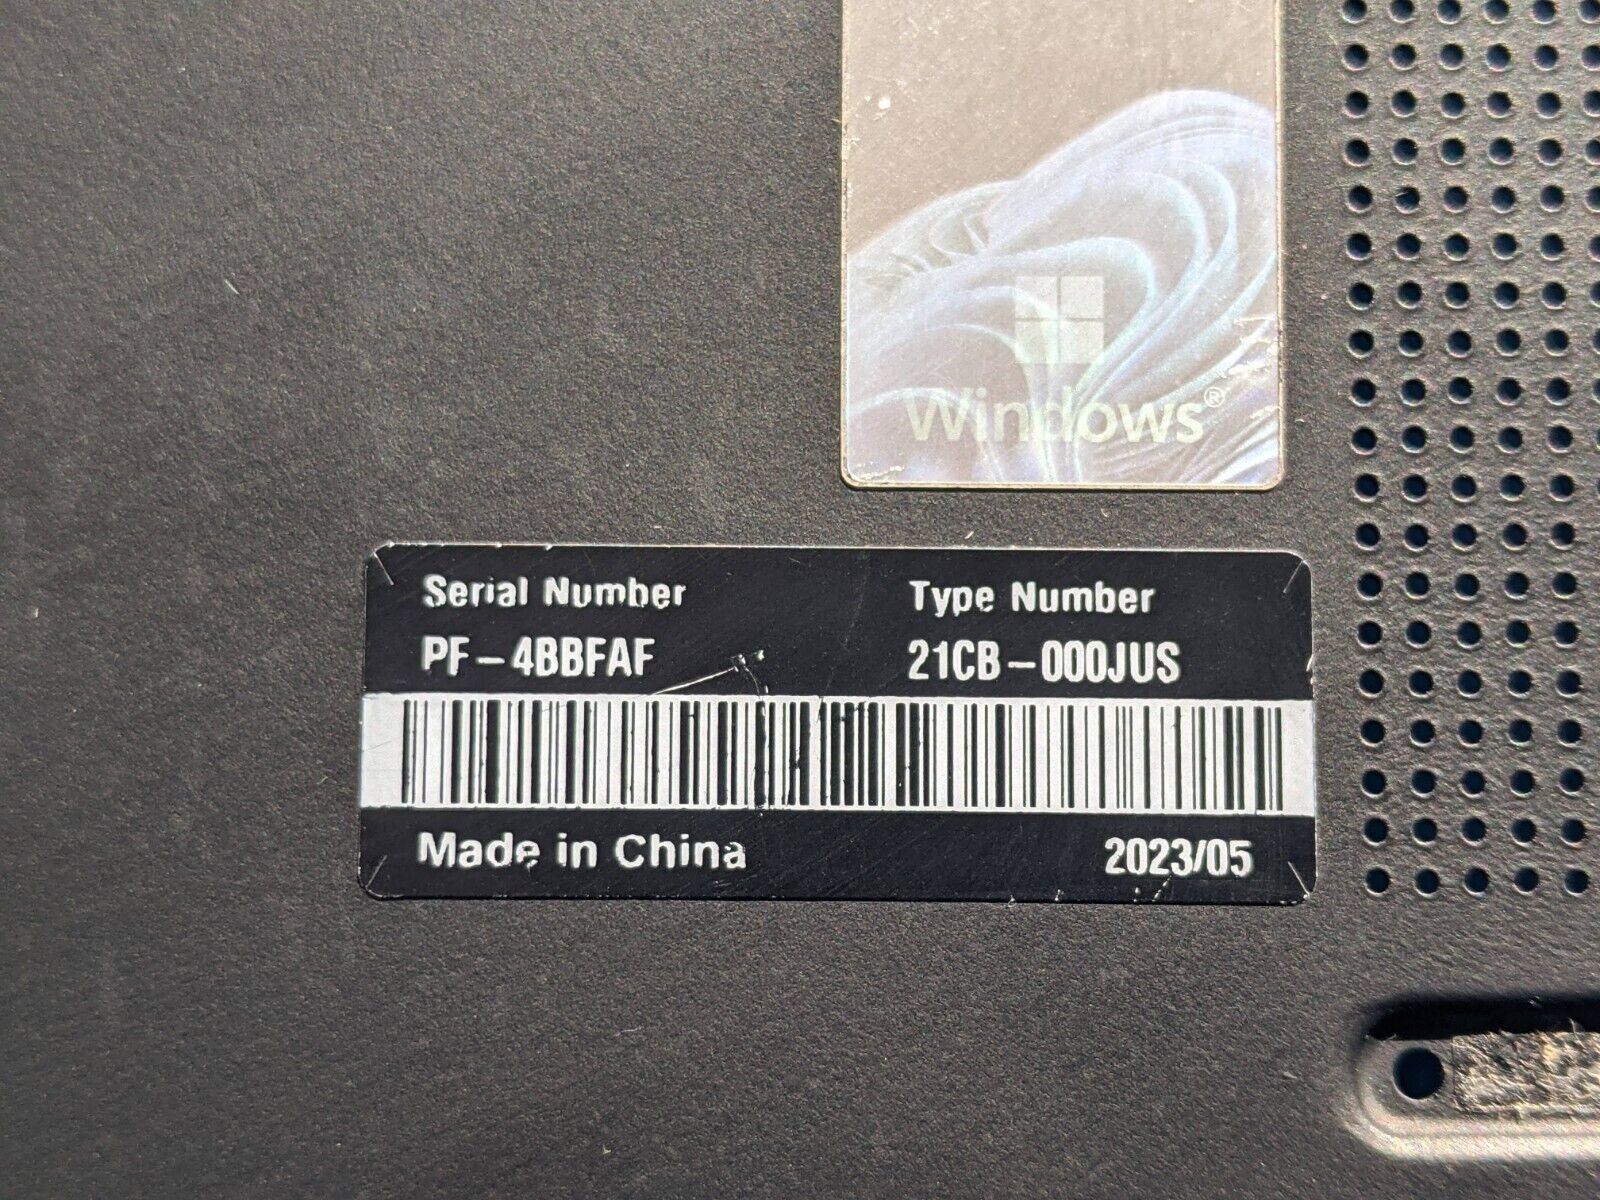 Windows®
Serial Number Type Number
PF-4BBFAF 21CB-000JUS
Made in China 2023/05